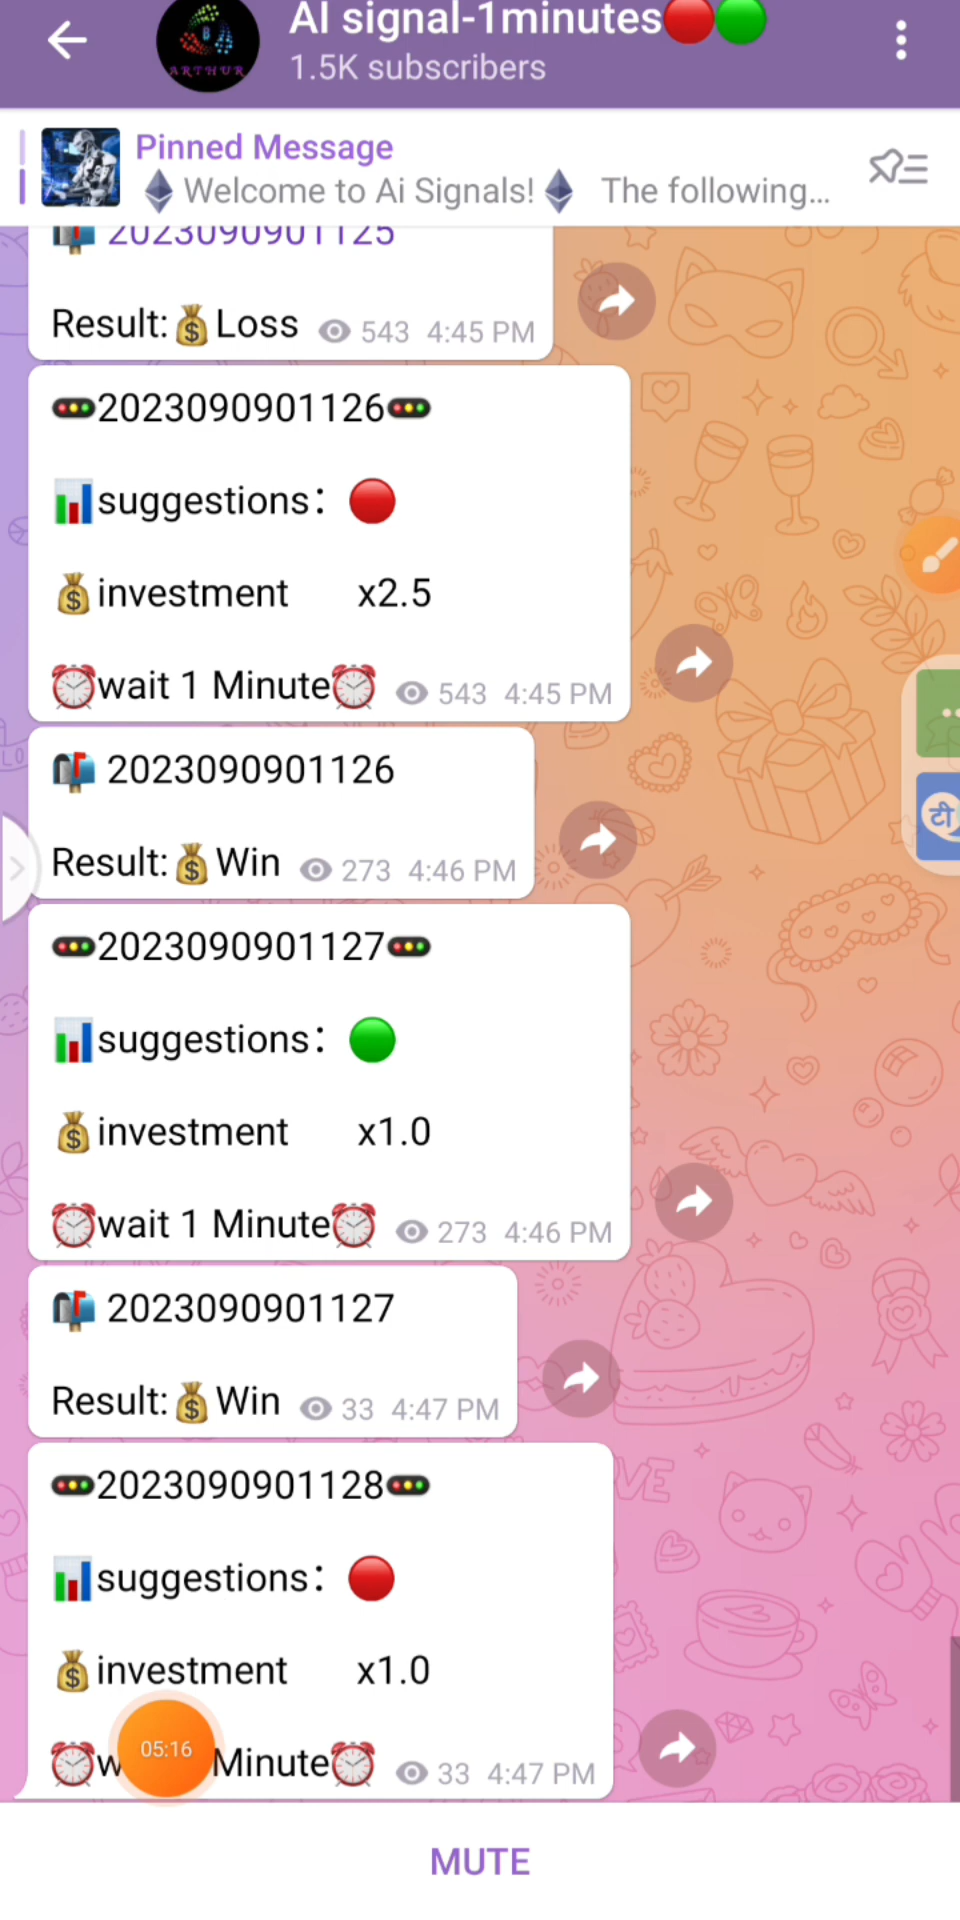 AI signal-1minutes🔴🟢
1.5K subscribers
ARTHUR
Pinned Message
Welcome to Ai Signals! The following...
2023090901125
Result:💰Loss 543 4:45 PM
🚥2023090901126🚥
📊suggestions：🔴
💰investment x2.5
⏰wait 1 Minute⏰ 543 4:45 PM
📬 2023090901126
Result:💰Win 273 4:46 PM
🚥2023090901127🚥
📊suggestions：🟢
💰investment x1.0
⏰wait 1 Minute⏰ 273 4:46 PM
📬 2023090901127
Result:💰Win 33 4:47 PM
🚥2023090901128🚥
📊suggestions：🔴
💰investment x1.0
05:16
Minute⏰ 33 4:47 PM
टी
MUTE